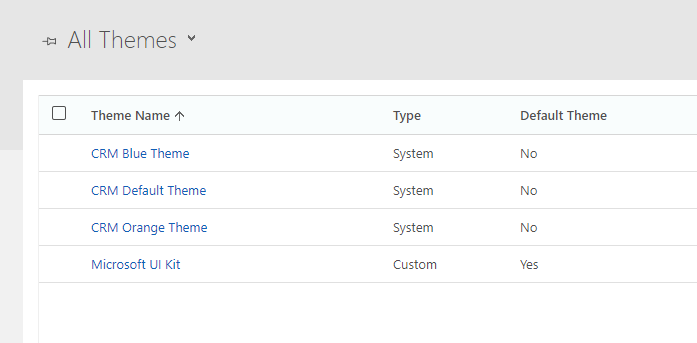 All Themes
Theme Name Type Default Theme
CRM Blue Theme System No
CRM Default Theme System No
CRM Orange Theme System No
Microsoft UI Kit Custom Yes